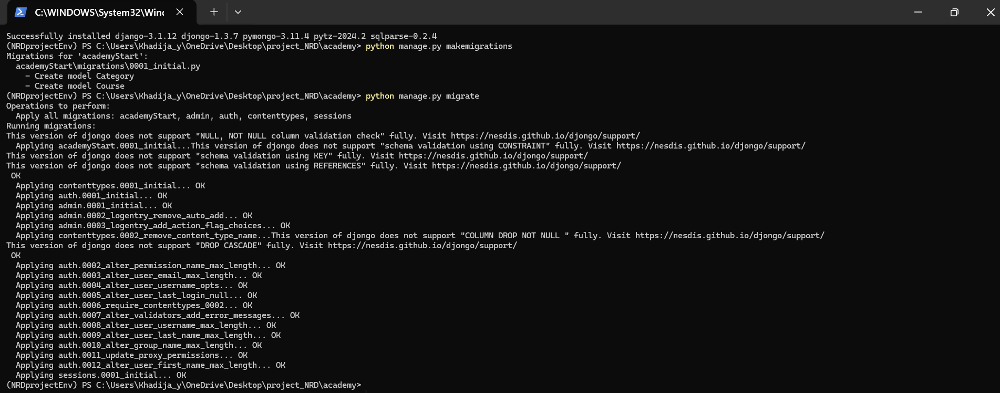 C:\WINDOWS\System32\Winc
Successfully installed django-3.1.12 djongo-1.3.7 pymongo-3.11.4 pytz-2024.2 sqlparse-0.2.4
(NRDprojectEnv) PS C:\Users\Khadija_y\OneDrive\Desktop\project_NRD\academy> python manage.py makemigrations
Migrations for 'academyStart':
  academyStart\migrations\0001_initial.py
    - Create model Category
    - Create model Course
(NRDprojectEnv) PS C:\Users\Khadija_y\OneDrive\Desktop\project_NRD\academy> python manage.py migrate
Operations to perform:
  Apply all migrations: academyStart, admin, auth, contenttypes, sessions
Running migrations:
This version of djongo does not support "NULL, NOT NULL column validation check" fully. Visit https://nesdis.github.io/djongo/support/
  Applying academyStart.0001_initial...This version of djongo does not support "schema validation using CONSTRAINT" fully. Visit https://nesdis.github.io/djongo/support/
This version of djongo does not support "schema validation using KEY" fully. Visit https://nesdis.github.io/djongo/support/
This version of djongo does not support "schema validation using REFERENCES" fully. Visit https://nesdis.github.io/djongo/support/
 OK
  Applying contenttypes.0001_initial... OK
  Applying auth.0001_initial... OK
  Applying admin.0001_initial... OK
  Applying admin.0002_logentry_remove_auto_add... OK
  Applying admin.0003_logentry_add_action_flag_choices... OK
  Applying contenttypes.0002_remove_content_type_name...This version of djongo does not support "COLUMN DROP NOT NULL " fully. Visit https://nesdis.github.io/djongo/support/
This version of djongo does not support "DROP CASCADE" fully. Visit https://nesdis.github.io/djongo/support/
 OK
  Applying auth.0002_alter_permission_name_max_length... OK
  Applying auth.0003_alter_user_email_max_length... OK
  Applying auth.0004_alter_user_username_opts... OK
  Applying auth.0005_alter_user_last_login_null... OK
  Applying auth.0006_require_contenttypes_0002... OK
  Applying auth.0007_alter_validators_add_error_messages... OK
  Applying auth.0008_alter_user_username_max_length... OK
  Applying auth.0009_alter_user_last_name_max_length... OK
  Applying auth.0010_alter_group_name_max_length... OK
  Applying auth.0011_update_proxy_permissions... OK
  Applying auth.0012_alter_user_first_name_max_length... OK
  Applying sessions.0001_initial... OK
(NRDprojectEnv) PS C:\Users\Khadija_y\OneDrive\Desktop\project_NRD\academy>